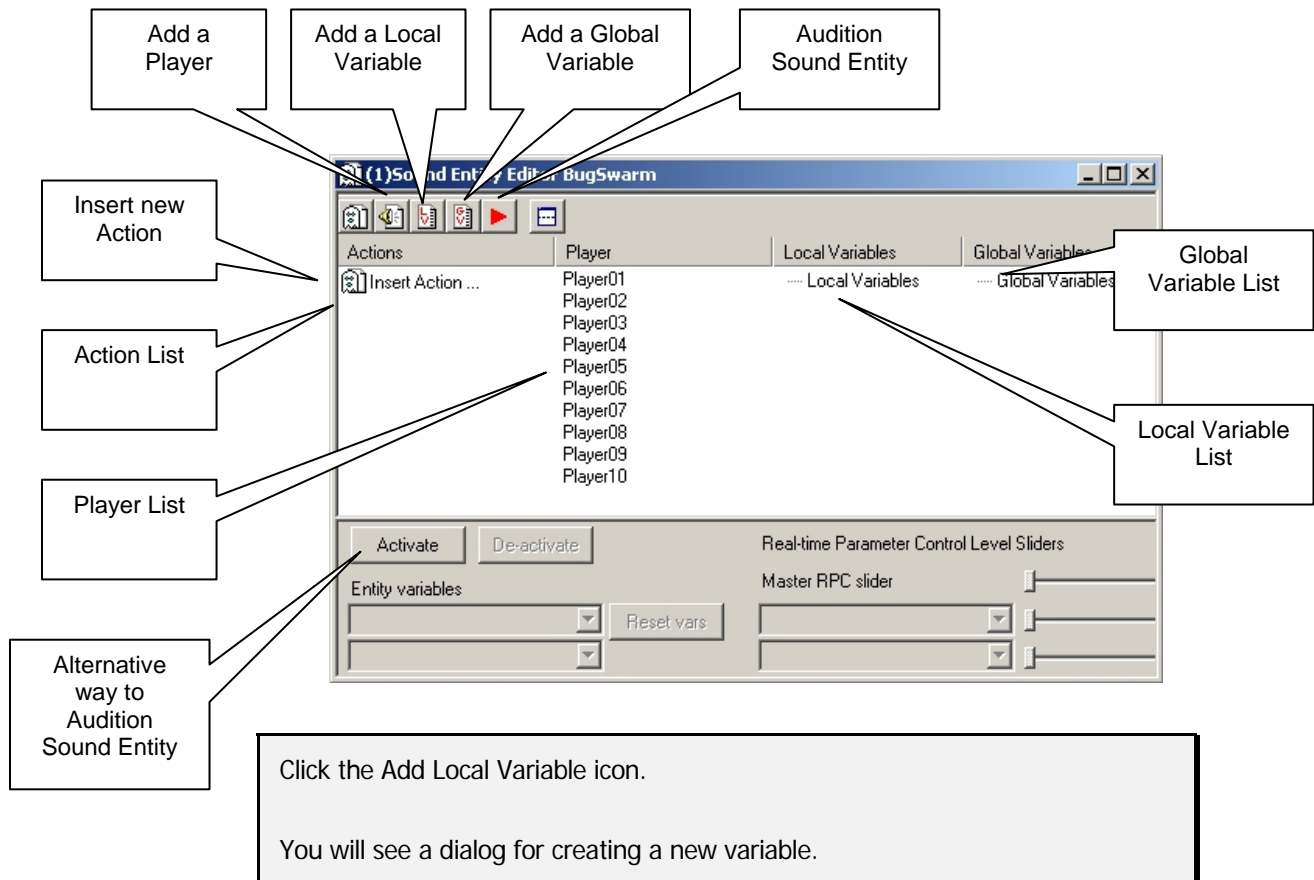 Add a
Player
Add a Local
Variable
Add a Global
Variable
Audition
Sound Entity
Insert new
Action
Action List
Player List
Alternative
way to
Audition
Sound Entity
(1)Sound Entity Editor BugSwarm
Actions Player Local Variables Global Variables
Insert Action ... Player01 Local Variables Global Variables
Player02
Player03
Player04
Player05
Player06
Player07
Player08
Player09
Player10
Global
Variable List
Local Variable
List
Activate De-activate Real-time Parameter Control Level Sliders
Entity variables Master RPC slider
Reset vars
Click the Add Local Variable icon.
You will see a dialog for creating a new variable.